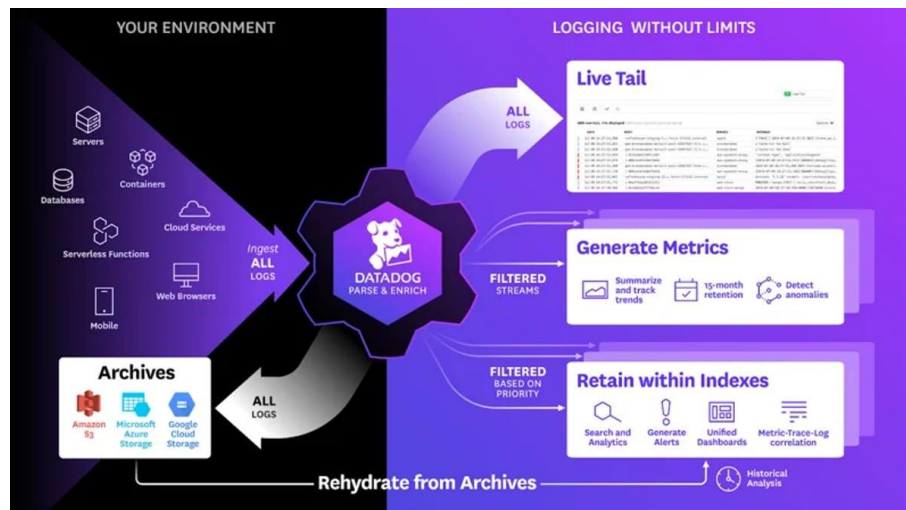 YOUR ENVIRONMENT
LOGGING WITHOUT LIMITS
Servers
Containers
Databases
Cloud Services
Serverless Functions
Web Browsers
Mobile
Ingest
ALL
LOGS
DATADOG
PARSE & ENRICH
ALL
LOGS
Live Tail
Live Tail
FILTERED
STREAMS
Generate Metrics
Summarize
and track
trends
15-month
retention
Detect
anomalies
ALL
LOGS
Archives
Amazon
S3
Microsoft
Azure
Storage
Google
Cloud
Storage
FILTERED
BASED ON
PRIORITY
Retain within Indexes
Search and
Analytics
Generate
Alerts
Unified
Dashboards
Metric-Trace-Log
correlation
Rehydrate from Archives
Historical
Analysis